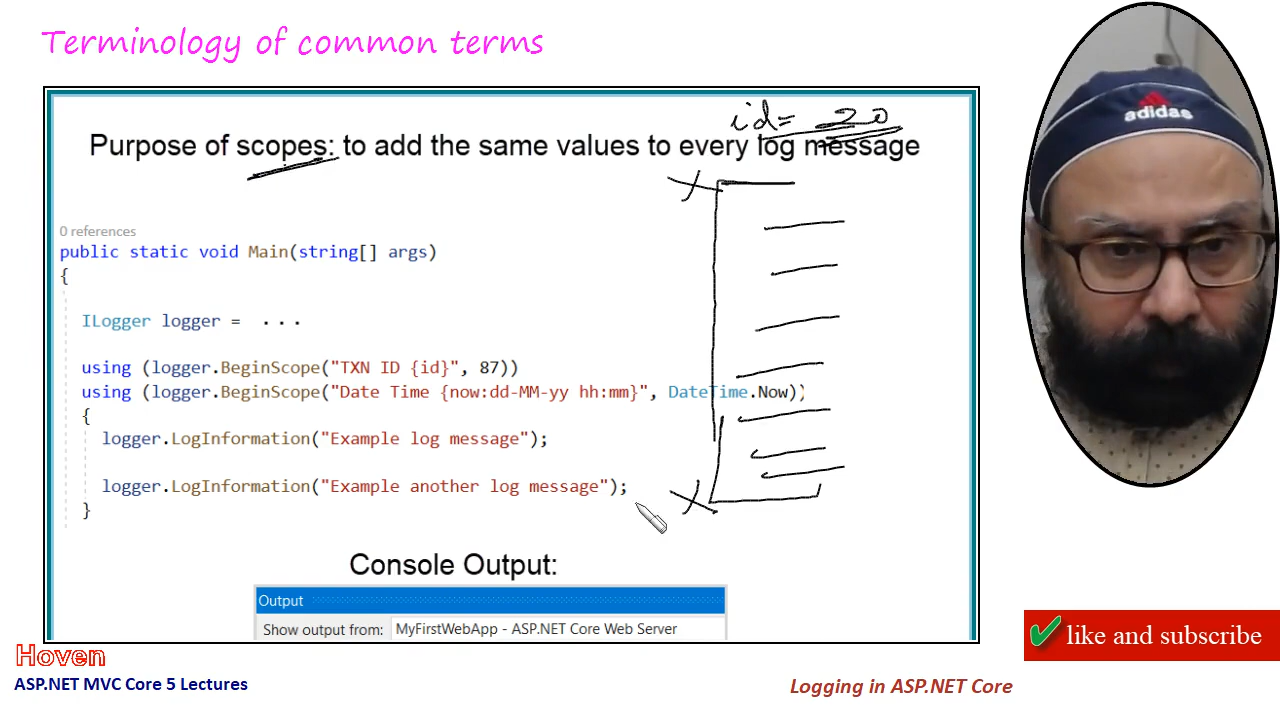 Terminology of common terms
id= 20
Purpose of scopes: to add the same values to every log message
0 references
public static void Main(string[] args)
{
ILogger logger = ...
using (logger.BeginScope("TXN ID {id}", 87))
using (logger.BeginScope("Date Time {now:dd-MM-yy hh:mm}", DateTime.Now))
{
logger.LogInformation("Example log message");
logger.LogInformation("Example another log message");
}
Console Output:
Output
Show output from: MyFirstWebApp - ASP.NET Core Web Server
adidas
like and subscribe
Hoven
ASP.NET MVC Core 5 Lectures
Logging in ASP.NET Core